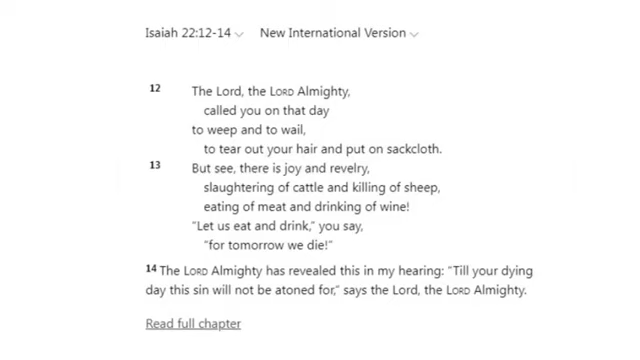 Isaiah 22:12-14 New International Version
12 The Lord, the LORD Almighty,
called you on that day
to weep and to wail,
to tear out your hair and put on sackcloth.
13 But see, there is joy and revelry,
slaughtering of cattle and killing of sheep,
eating of meat and drinking of wine!
“Let us eat and drink,” you say,
“for tomorrow we die!”
14 The LORD Almighty has revealed this in my hearing: “Till your dying
day this sin will not be atoned for,” says the Lord, the LORD Almighty.
Read full chapter